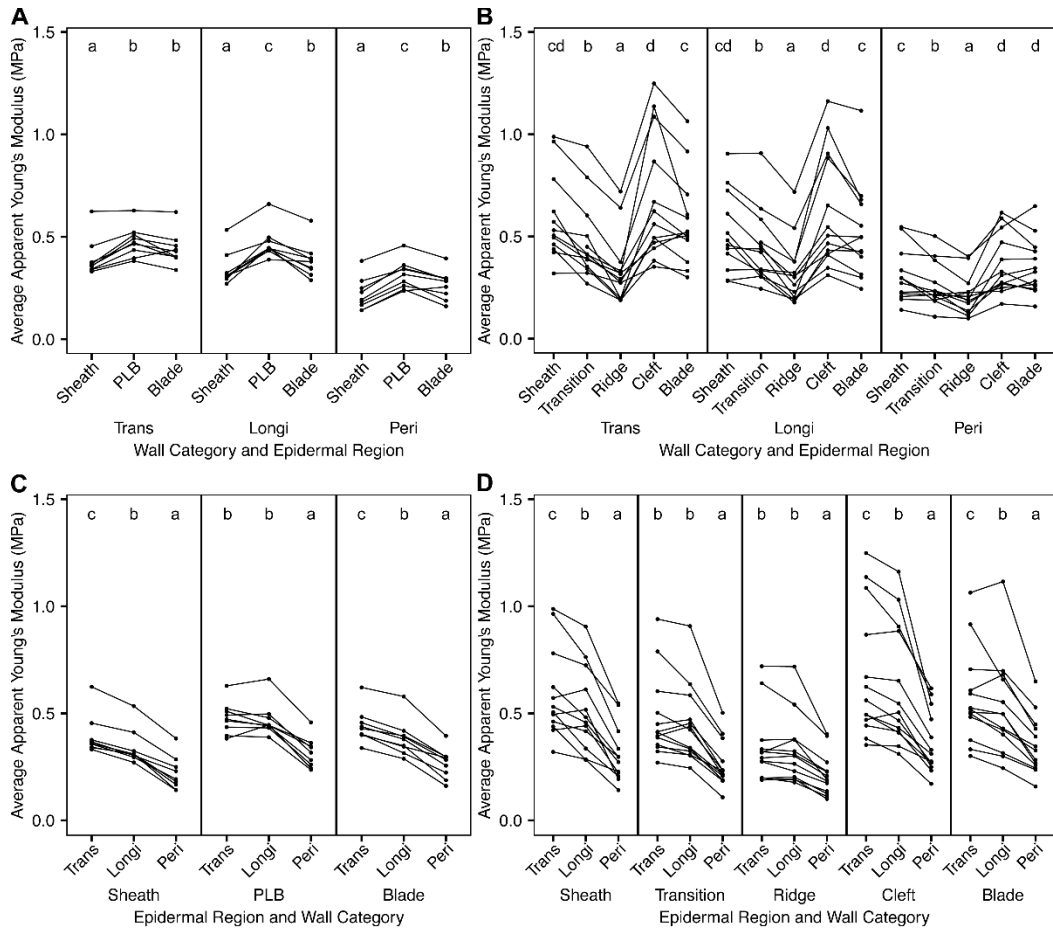 A
Average Apparent Young's Modulus (MPa)
1.5
1.0
0.5
0.0
a b b a c b a c b
Sheath PLB Blade Sheath PLB Blade Sheath PLB Blade
Trans Longi Peri
Wall Category and Epidermal Region
B
Average Apparent Young's Modulus (MPa)
1.5
1.0
0.5
0.0
cd b a d c cd b a d c c b a d d
Sheath Transition Ridge Cleft Blade Sheath Transition Ridge Cleft Blade Sheath Transition Ridge Cleft Blade
Trans Longi Peri
Wall Category and Epidermal Region
C
Average Apparent Young's Modulus (MPa)
1.5
1.0
0.5
0.0
c b a b b a c b a
Trans Longi Peri Trans Longi Peri Trans Longi Peri
Sheath PLB Blade
Epidermal Region and Wall Category
D
Average Apparent Young's Modulus (MPa)
1.5
1.0
0.5
0.0
c b a b b a b b a c b a c b a
Trans Longi Peri Trans Longi Peri Trans Longi Peri Trans Longi Peri Trans Longi Peri
Sheath Transition Ridge Cleft Blade
Epidermal Region and Wall Category